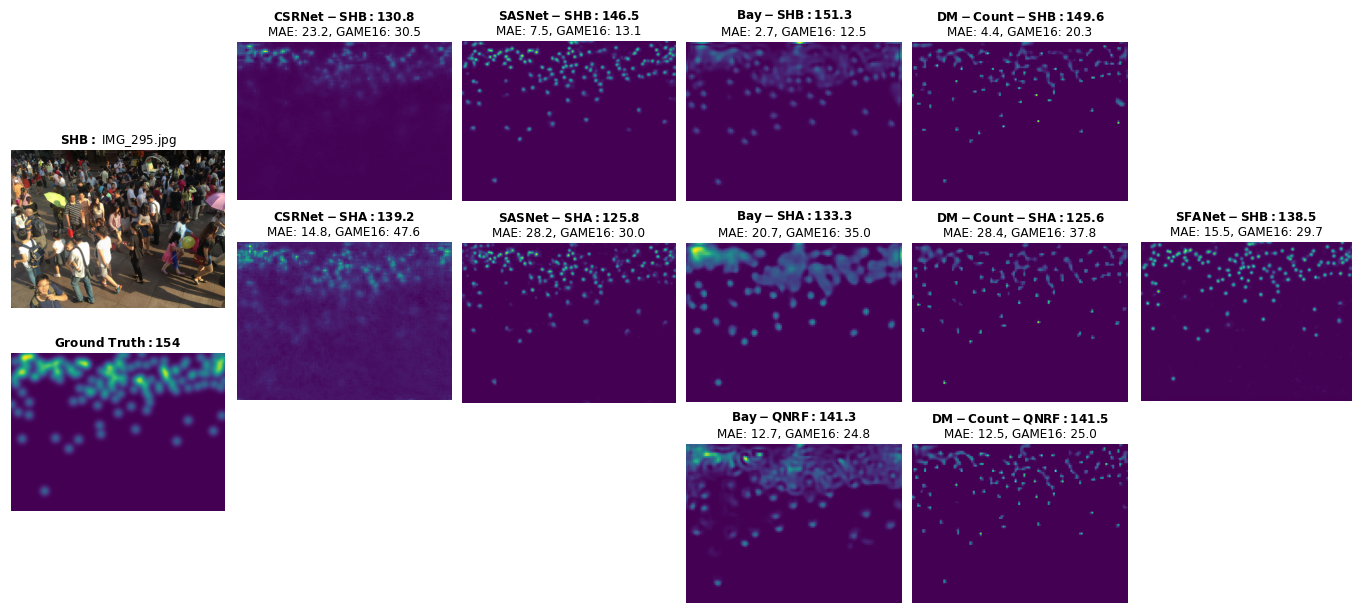 CSRNet−SHB: 130.8
MAE: 23.2, GAME16: 30.5
SASNet−SHB: 146.5
MAE: 7.5, GAME16: 13.1
Bay−SHB: 151.3
MAE: 2.7, GAME16: 12.5
DM−Count−SHB: 149.6
MAE: 4.4, GAME16: 20.3
SHB: IMG_295.jpg
CSRNet−SHA: 139.2
MAE: 14.8, GAME16: 47.6
SASNet−SHA: 125.8
MAE: 28.2, GAME16: 30.0
Bay−SHA: 133.3
MAE: 20.7, GAME16: 35.0
DM−Count−SHA: 125.6
MAE: 28.4, GAME16: 37.8
SFANet−SHB: 138.5
MAE: 15.5, GAME16: 29.7
Ground Truth: 154
Bay−QNRF: 141.3
MAE: 12.7, GAME16: 24.8
DM−Count−QNRF: 141.5
MAE: 12.5, GAME16: 25.0